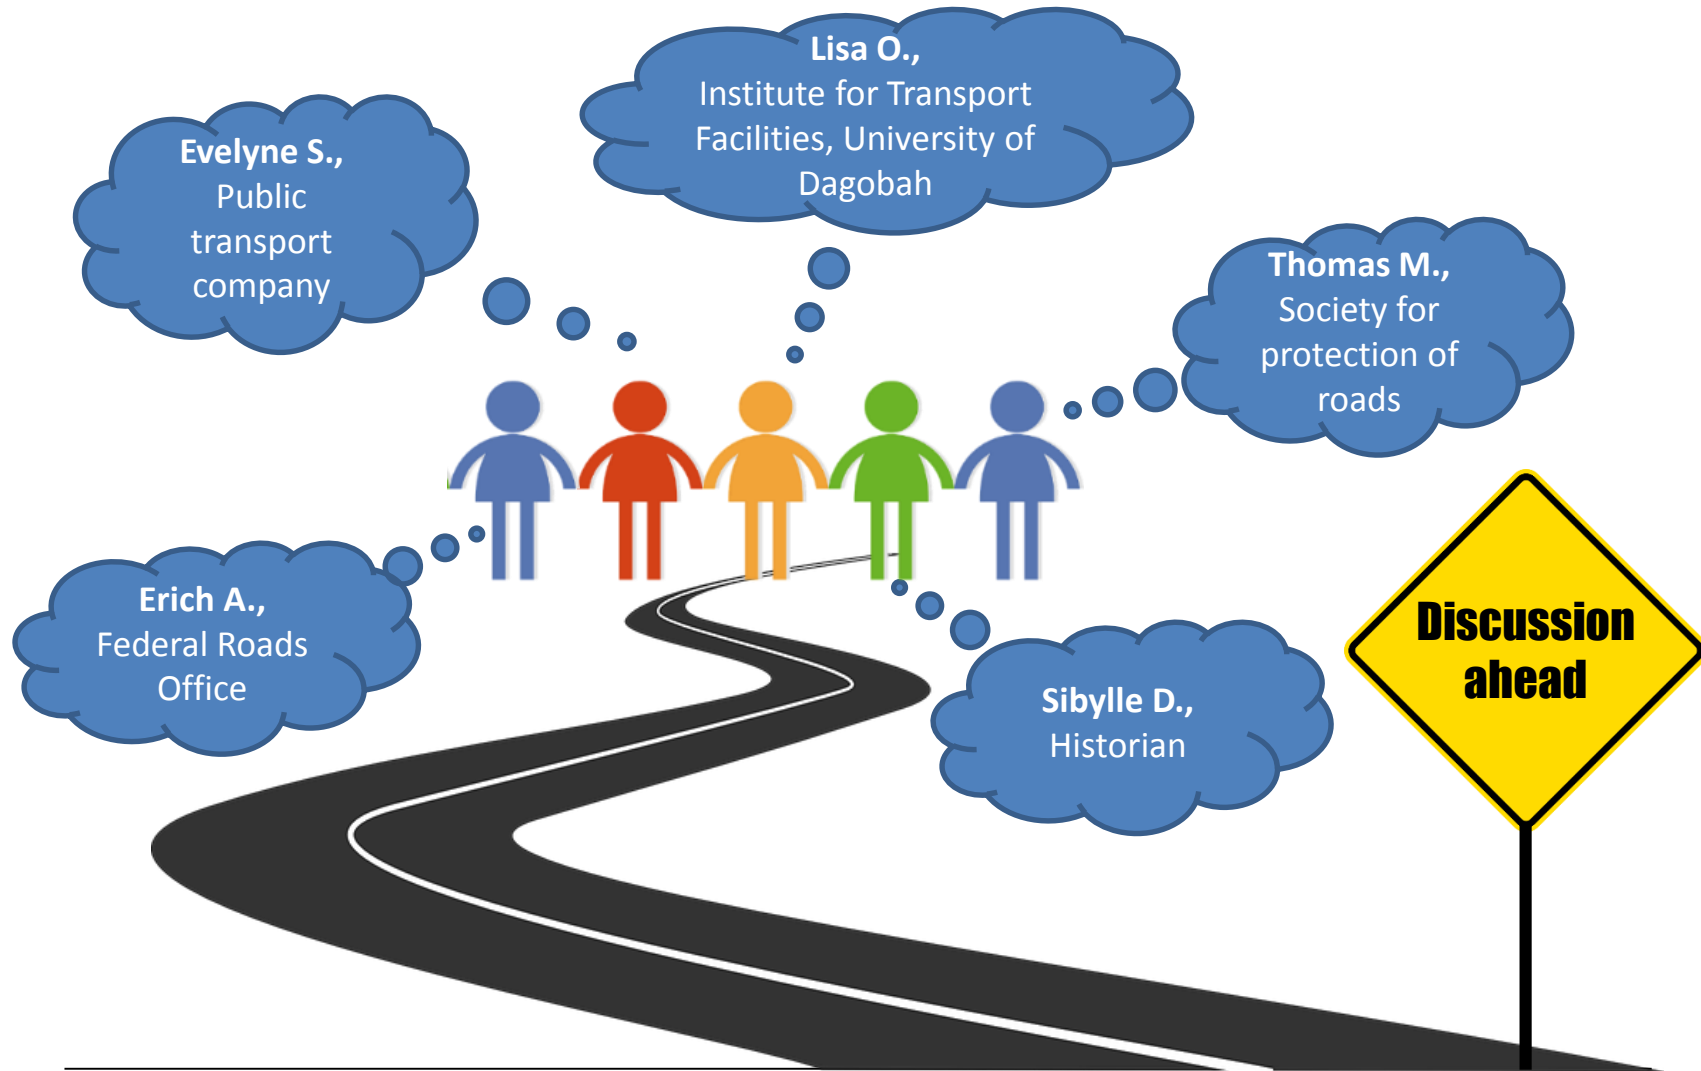 Lisa O.,
Institute for Transport
Facilities, University of
Dagobah
Evelyne S.,
Public
transport
company
Thomas M.,
Society for
protection of
roads
Erich A.,
Federal Roads
Office
Sibylle D.,
Historian
Discussion
ahead